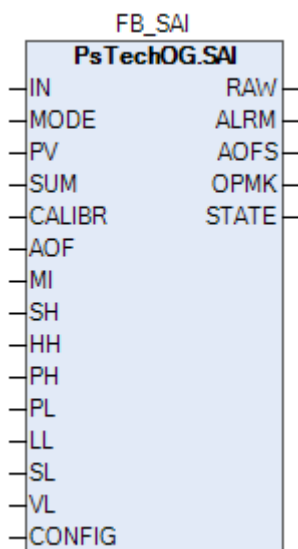 FB_SAI
PsTechOG.SAI
IN RAW
MODE ALRM
PV AOFS
SUM OPMK
CALIBR STATE
AOF
MI
SH
HH
PH
PL
LL
SL
VL
CONFIG